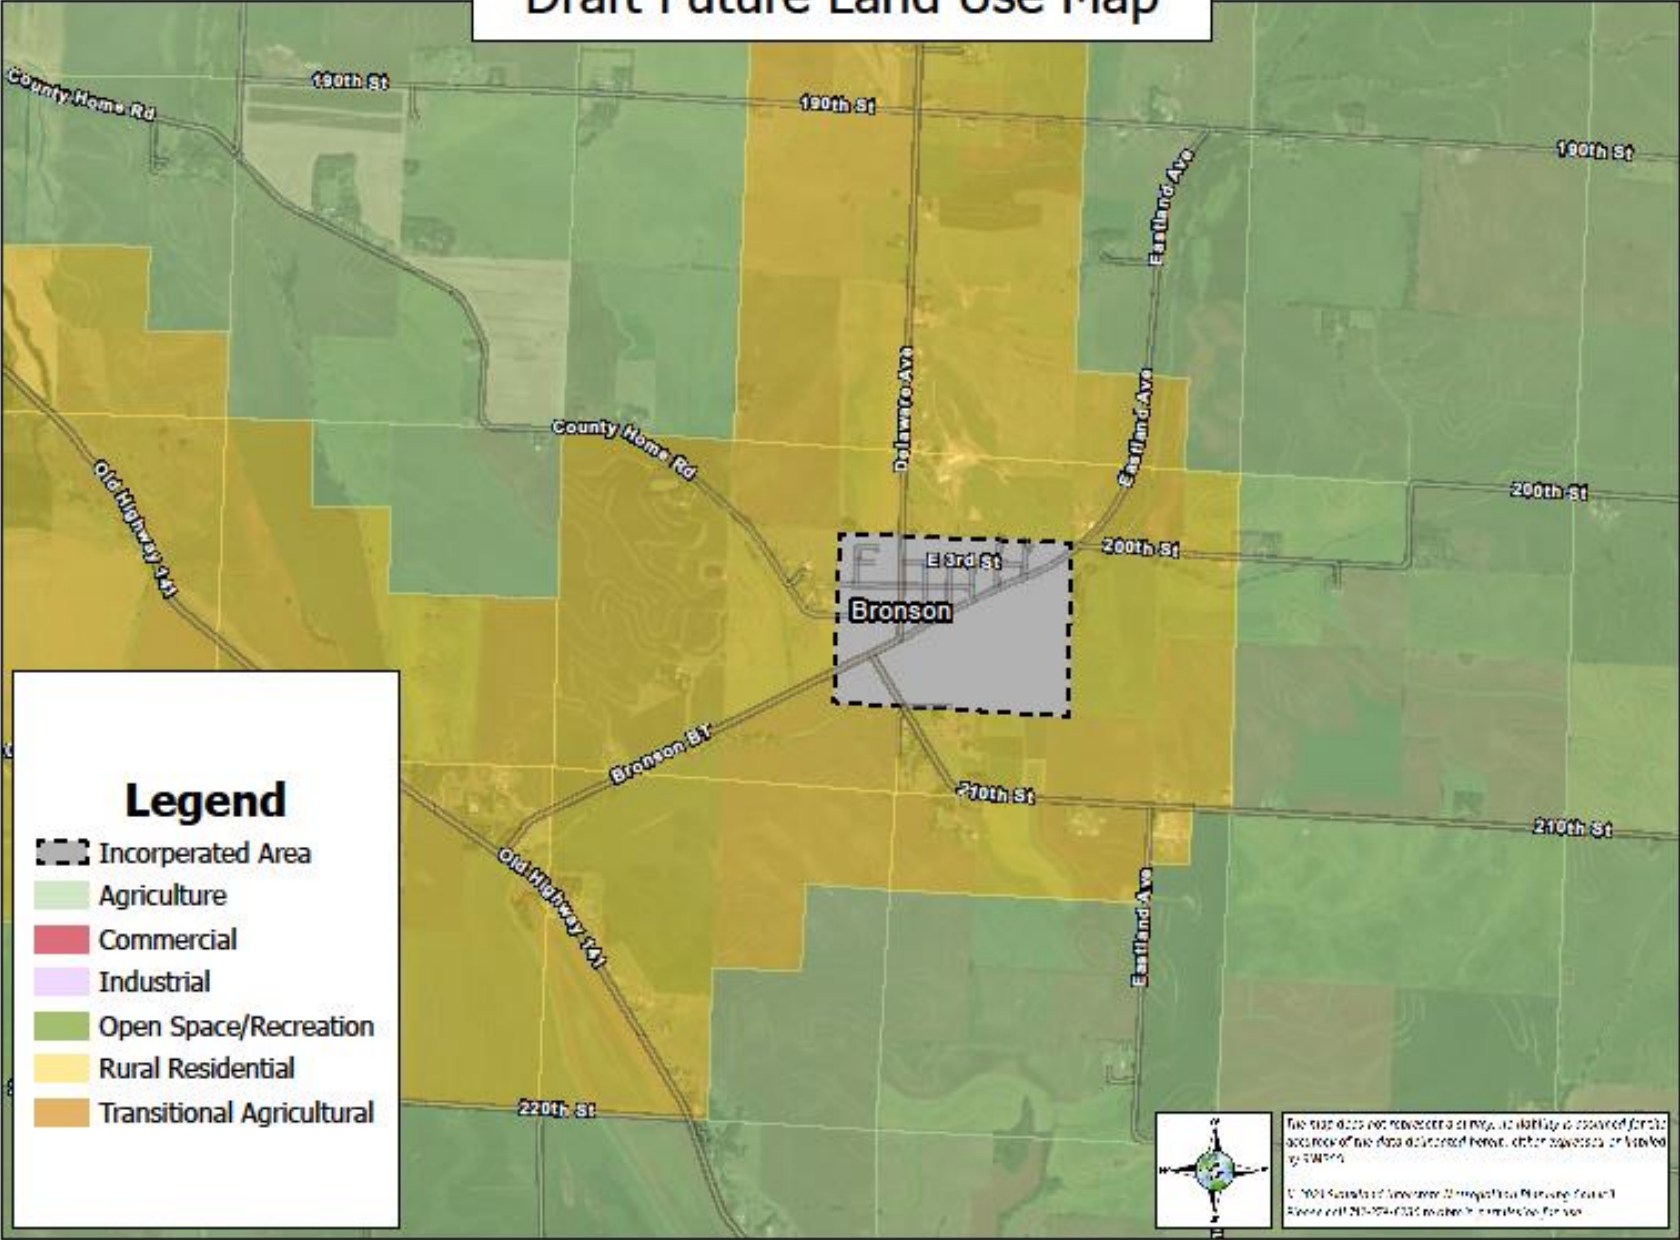 Draft Future Land Use Map
County Home Rd
190th St
190th St
190th St
Eastland Ave
Delaware Ave
Eastland Ave
County Home Rd
Old Highway 141
200th St
200th St
E 3rd St
Bronson
Bronson BT
210th St
210th St
Old Highway 141
Eastland Ave
220th St
Legend
Incorperated Area
Agriculture
Commercial
Industrial
Open Space/Recreation
Rural Residential
Transitional Agricultural
N
W
E
S